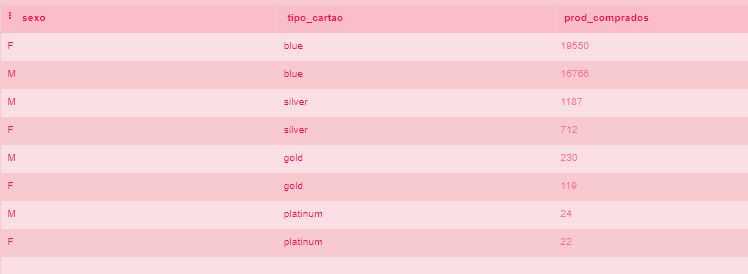 sexo tipo_cartao prod_comprados
F blue 19550
M blue 16766
M silver 1187
F silver 712
M gold 230
F gold 119
M platinum 24
F platinum 22